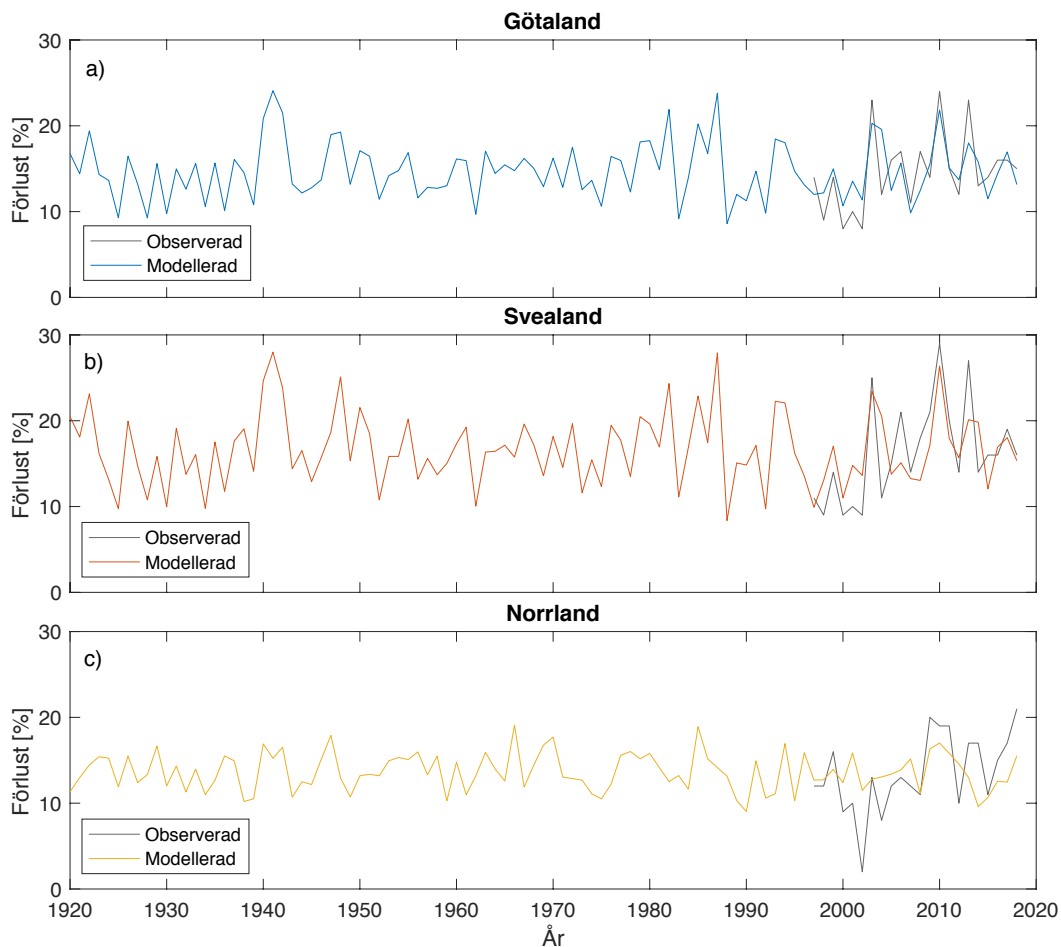 Götaland
30
a)
20
Förlust [%]
10
Observerad
Modellerad
0
Svealand
30
b)
20
Förlust [%]
10
Observerad
Modellerad
0
Norrland
30
c)
20
Förlust [%]
10
Observerad
Modellerad
0
1920 1930 1940 1950 1960 1970 1980 1990 2000 2010 2020
År